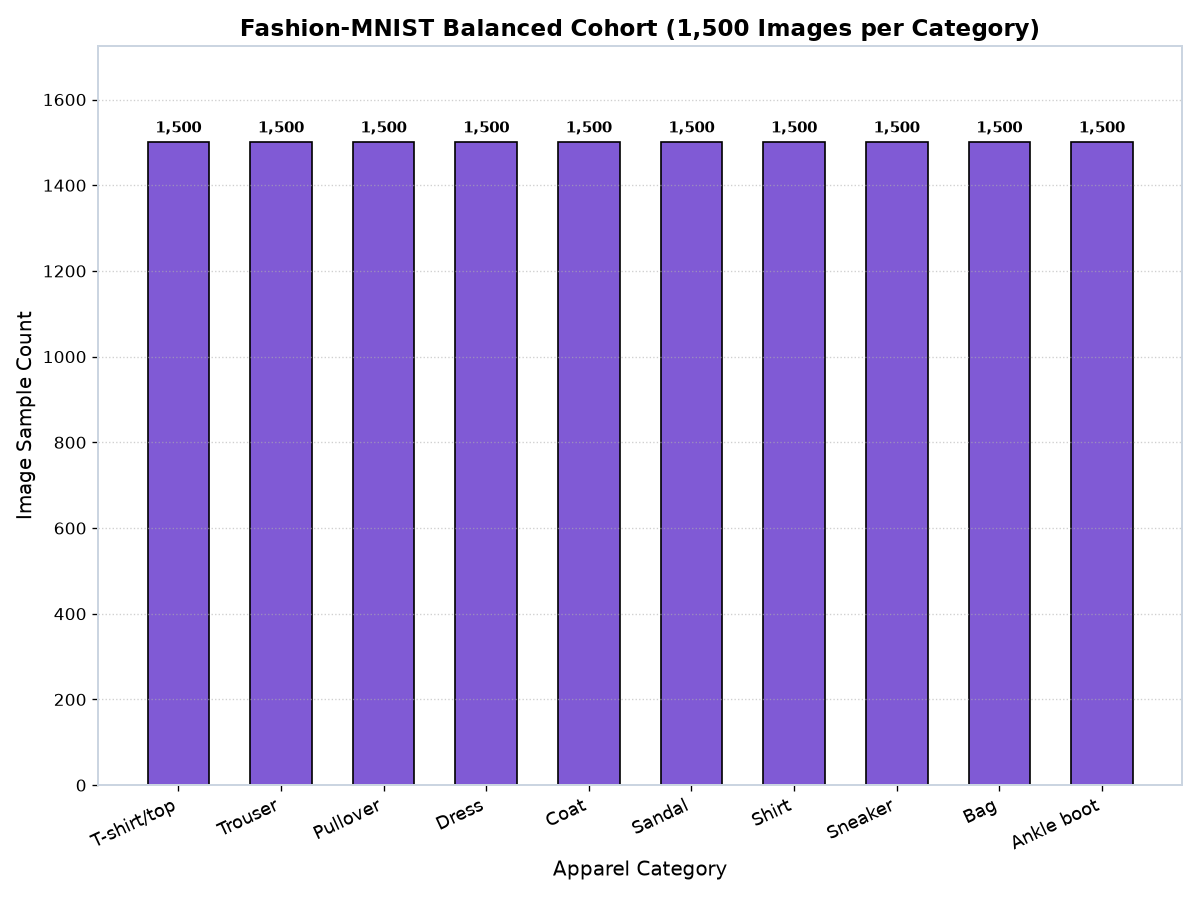 Fashion-MNIST Balanced Cohort (1,500 Images per Category)
Image Sample Count
1600
1400
1200
1000
800
600
400
200
0
1,500 1,500 1,500 1,500 1,500 1,500 1,500 1,500 1,500 1,500
T-shirt/top Trouser Pullover Dress Coat Sandal Shirt Sneaker Bag Ankle boot
Apparel Category